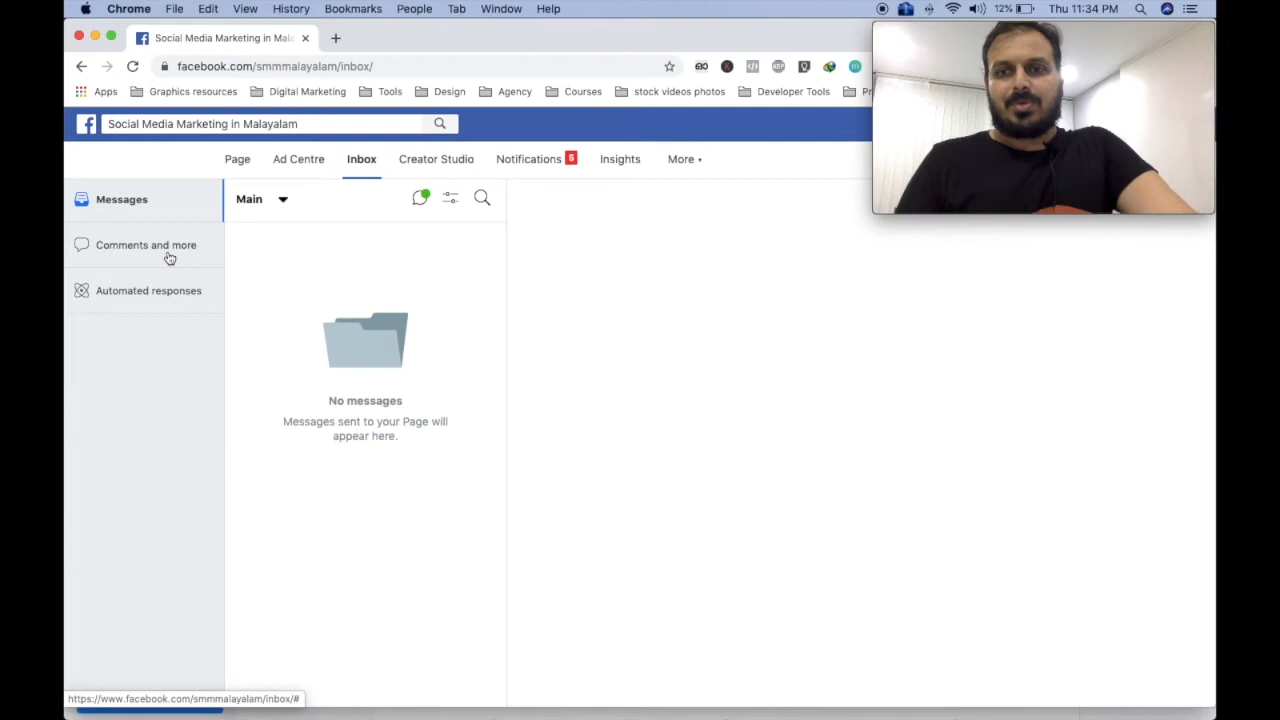 Chrome File Edit View History Bookmarks People Tab Window Help 12% Thu 11:34 PM
Social Media Marketing in Mala
facebook.com/smmmalayalam/inbox/
ABP
Apps Graphics resources Digital Marketing Tools Design Agency Courses stock videos photos Developer Tools
Social Media Marketing in Malayalam
Page Ad Centre Inbox Creator Studio Notifications 5 Insights More
Messages
Main
Comments and more
Automated responses
No messages
Messages sent to your Page will
appear here.
https://www.facebook.com/smmmalayalam/inbox/#